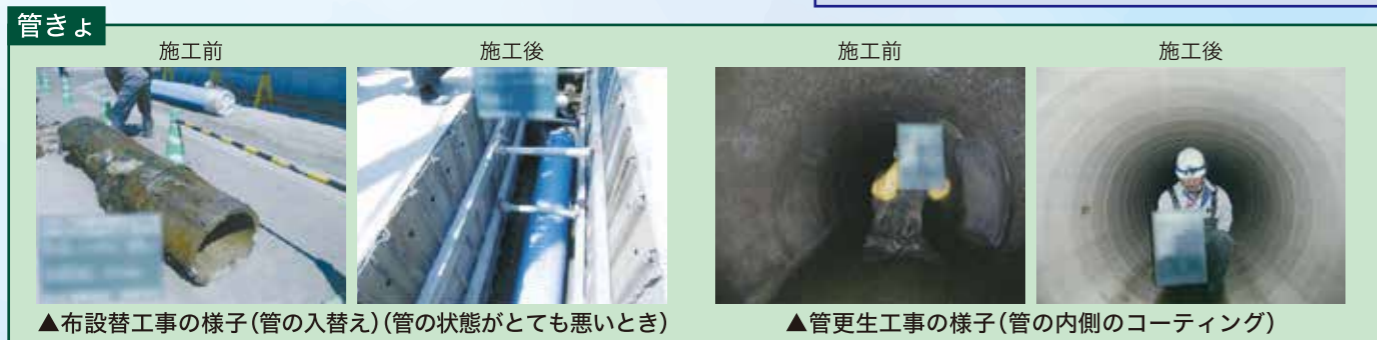 管きょ
施工前
施工後
施工前
施工後
▲布設替工事の様子(管の入替え)(管の状態がとても悪いとき)
▲管更生工事の様子(管の内側のコーティング)